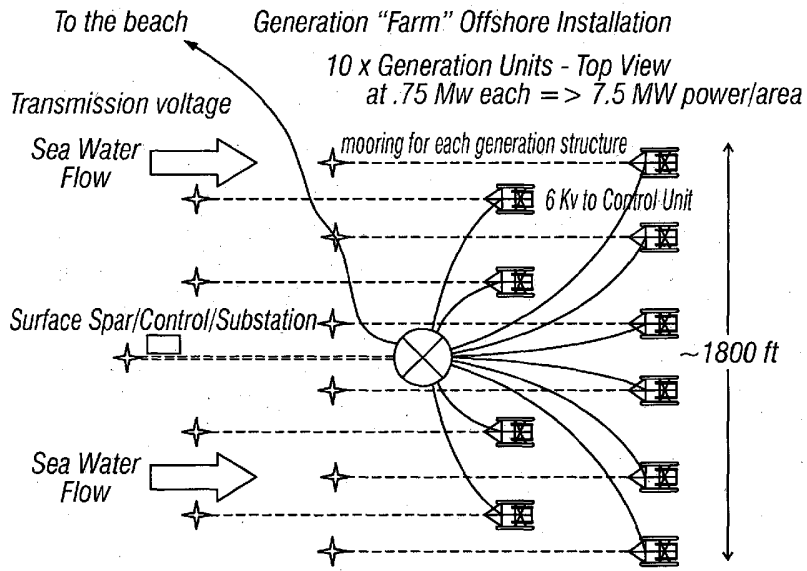 To the beach
Generation "Farm" Offshore Installation
10 x Generation Units - Top View
at .75 Mw each => 7.5 MW power/area
Transmission voltage
Sea Water
Flow
mooring for each generation structure
6 Kv to Control Unit
Surface Spar/Control/Substation
~1800 ft
Sea Water
Flow